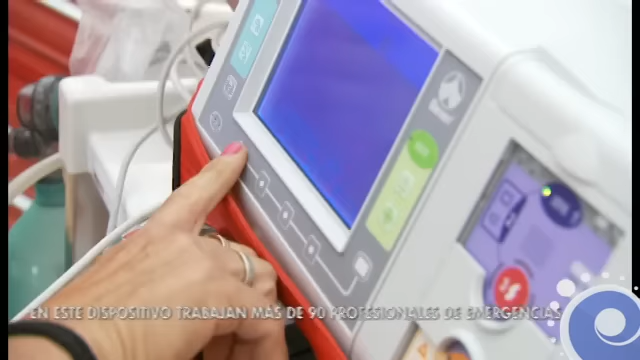 EN ESTE DISPOSITIVO TRABAJAN MÁS DE 90 PROFESIONALES DE EMERGENCIAS